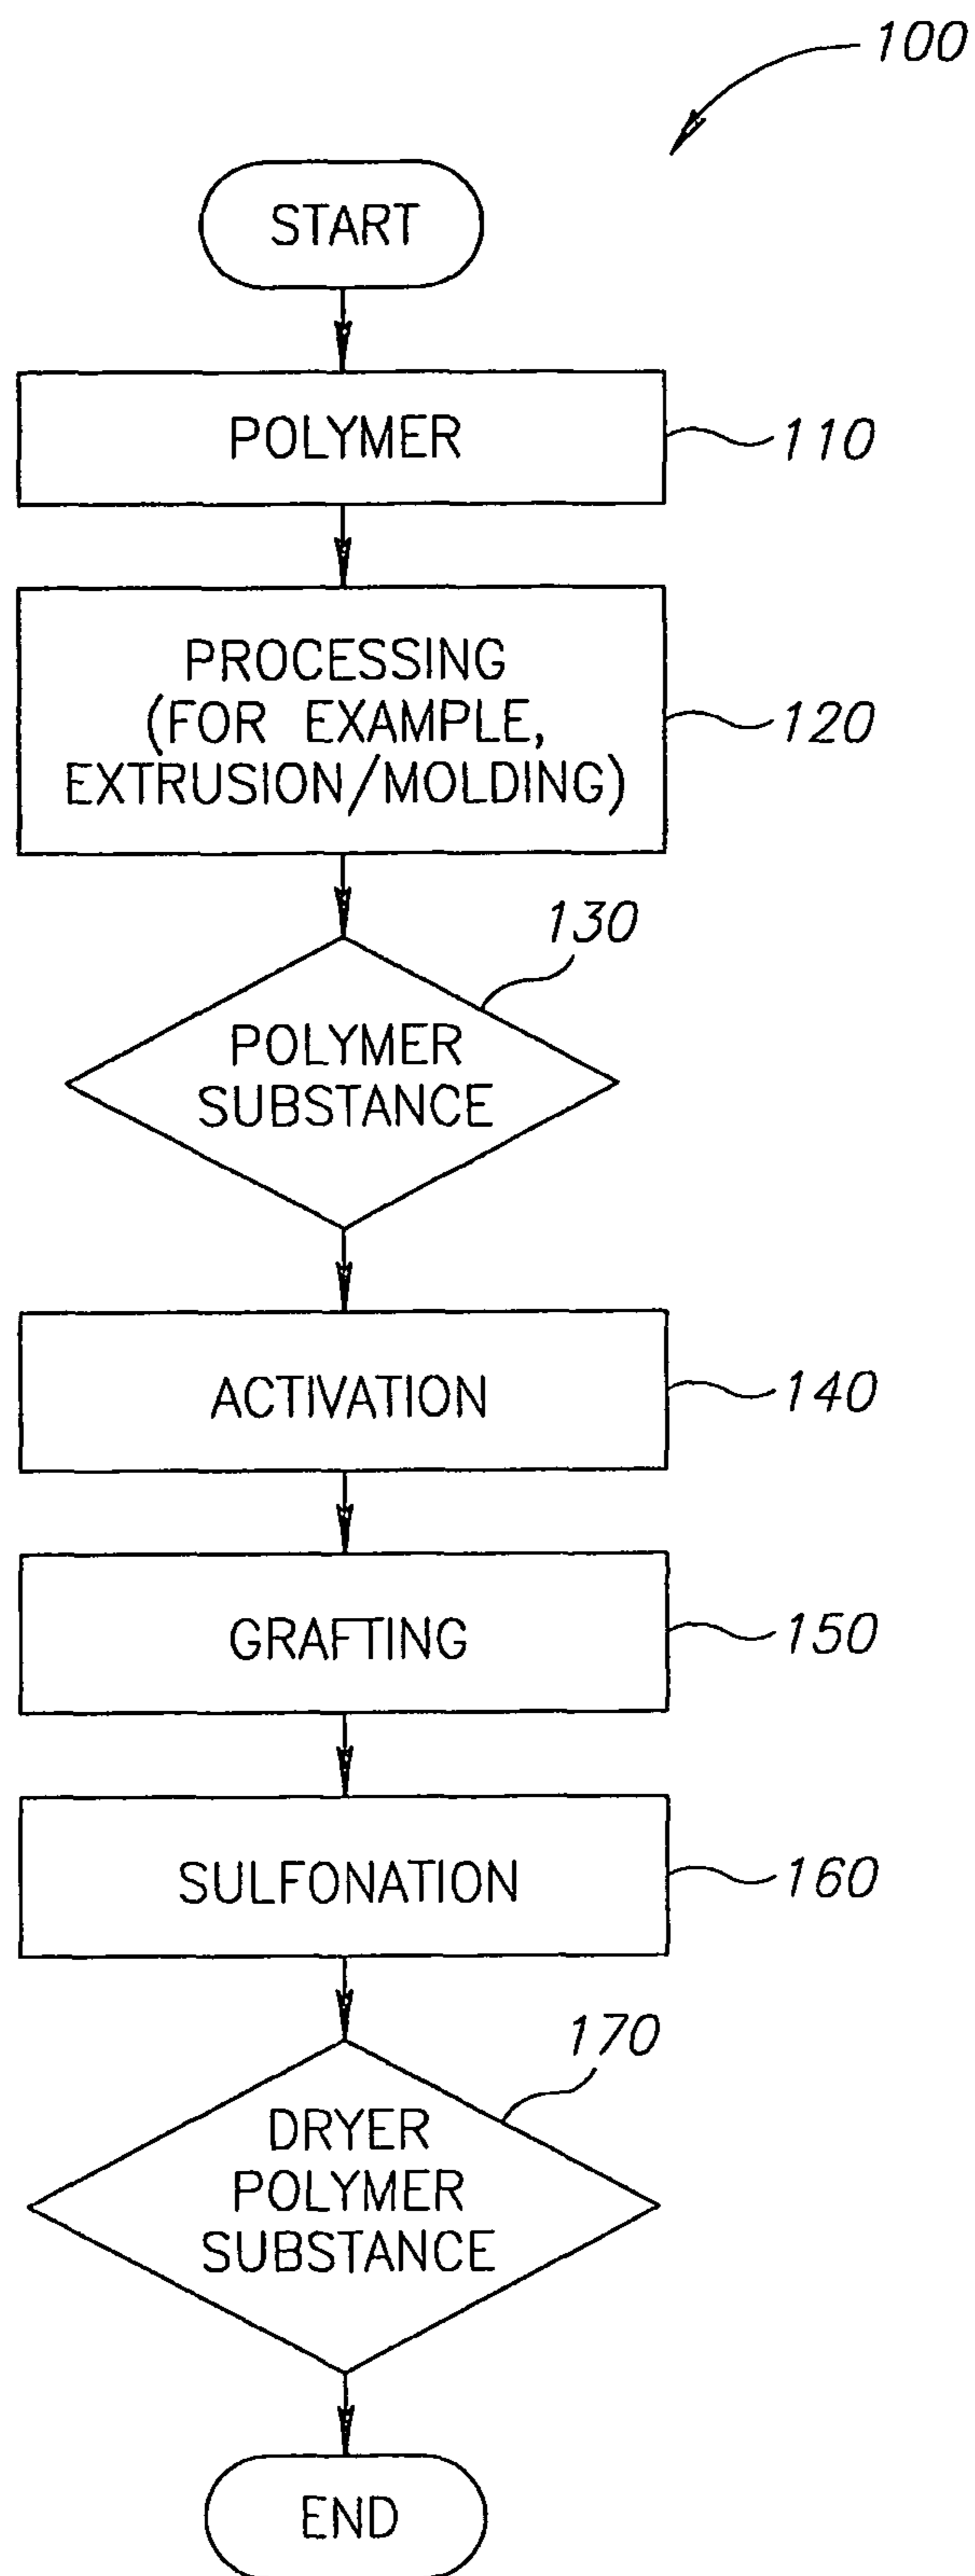 100
START
POLYMER
110
PROCESSING
(FOR EXAMPLE,
EXTRUSION/MOLDING)
120
130
POLYMER
SUBSTANCE
ACTIVATION
140
GRAFTING
150
SULFONATION
160
170
DRYER
POLYMER
SUBSTANCE
END